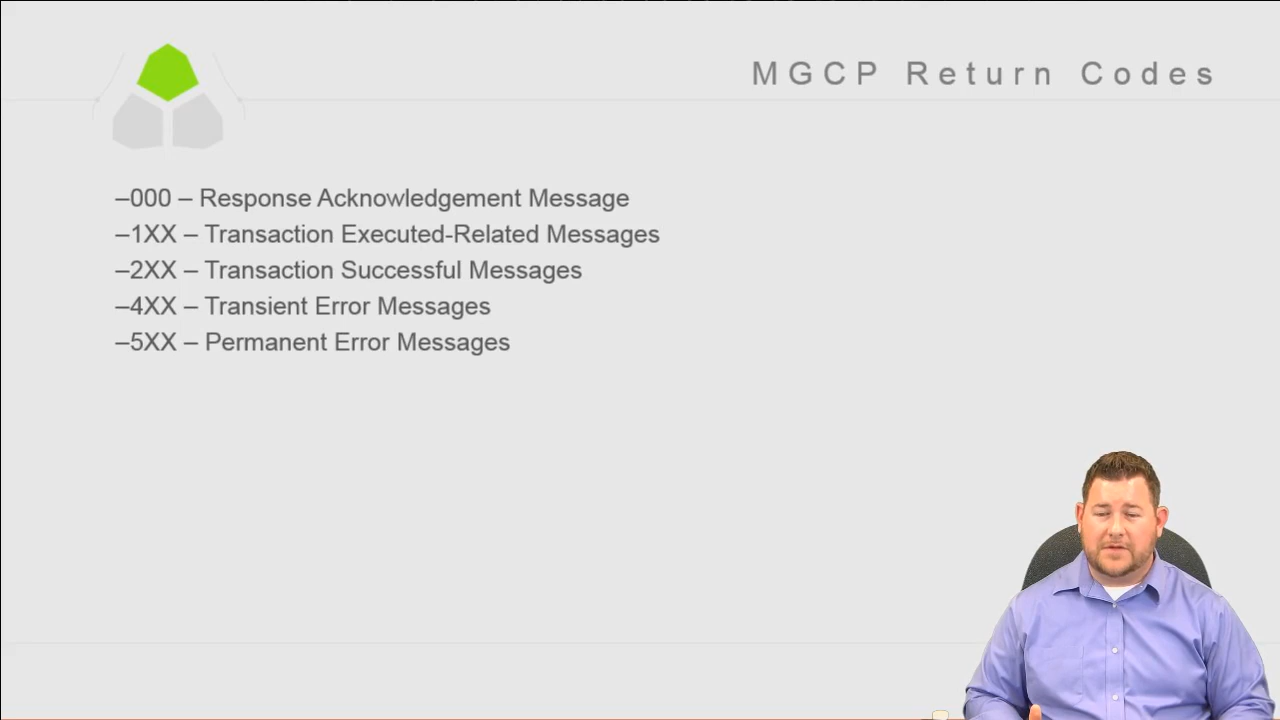 MGCP Return Codes
–000 – Response Acknowledgement Message
–1XX – Transaction Executed-Related Messages
–2XX – Transaction Successful Messages
–4XX – Transient Error Messages
–5XX – Permanent Error Messages